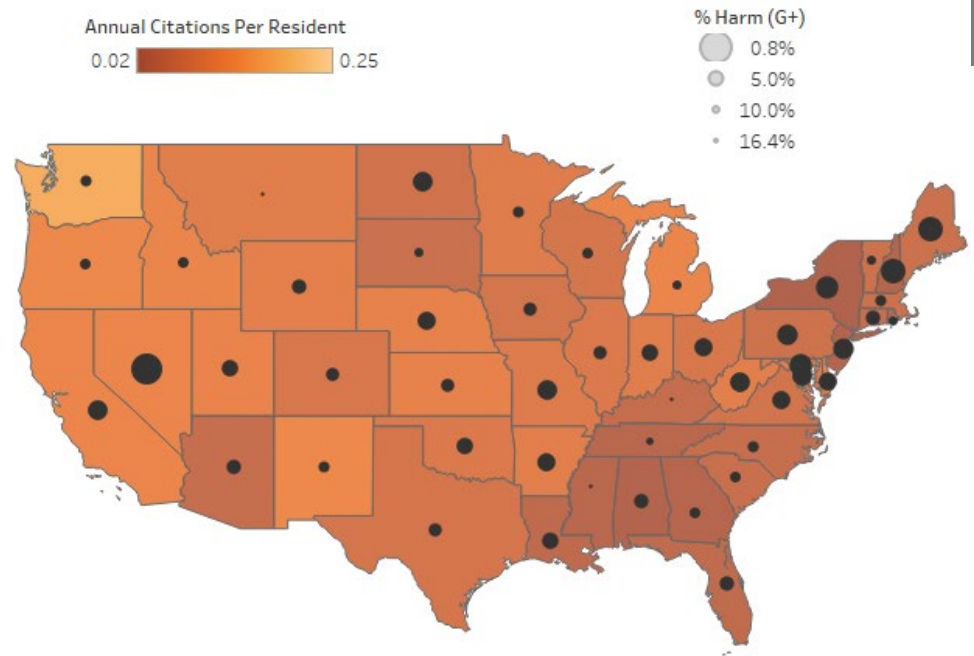 Annual Citations Per Resident
0.02 0.25
% Harm (G+)
0.8%
5.0%
10.0%
16.4%